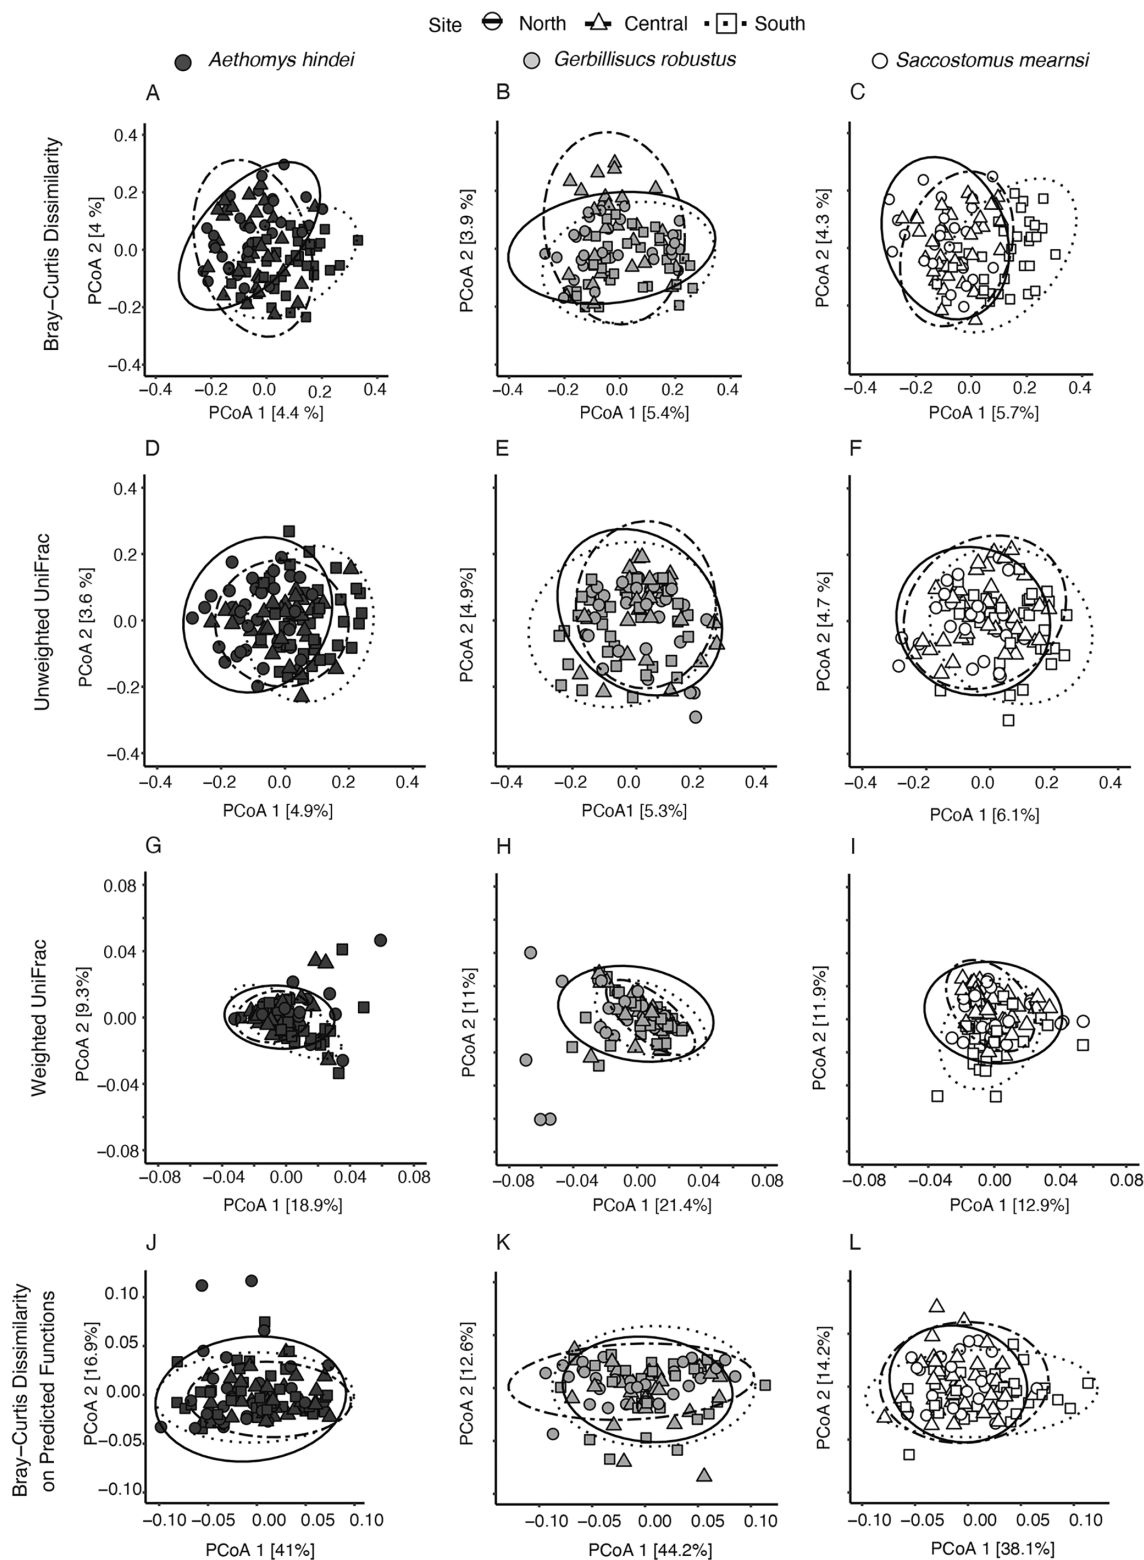 Site North Central South
Aethomys hindei Gerbillisucs robustus Saccostomus mearnsi
A B C
Bray−Curtis Dissimilarity
PCoA 2 [4 %]
0.4
0.2
0.0
−0.2
−0.4
−0.4 −0.2 0.0 0.2 0.4
PCoA 1 [4.4 %]
PCoA 2 [3.9 %]
−0.4 −0.2 0.0 0.2 0.4
PCoA 1 [5.4%]
PCoA 2 [4.3 %]
−0.4 −0.2 0.0 0.2 0.4
PCoA 1 [5.7%]
D E F
Unweighted UniFrac
PCoA 2 [3.6 %]
0.4
0.2
0.0
−0.2
−0.4
−0.4 −0.2 0.0 0.2 0.4
PCoA 1 [4.9%]
PCoA 2 [4.9%]
−0.4 −0.2 0.0 0.2 0.4
PCoA1 [5.3%]
PCoA 2 [4.7 %]
−0.4 −0.2 0.0 0.2 0.4
PCoA 1 [6.1%]
G H I
Weighted UniFrac
PCoA 2 [9.3%]
0.08
0.04
0.00
−0.04
−0.08
−0.08 −0.04 0.00 0.04 0.08
PCoA 1 [18.9%]
PCoA 2 [11%]
−0.08 −0.04 0.00 0.04 0.08
PCoA 1 [21.4%]
PCoA 2 [11.9%]
−0.08 −0.04 0.00 0.04 0.08
PCoA 1 [12.9%]
J K L
Bray−Curtis Dissimilarity
on Predicted Functions
PCoA 2 [16.9%]
0.10
0.05
0.00
−0.05
−0.10
−0.10 −0.05 0.00 0.05 0.10
PCoA 1 [41%]
PCoA 2 [12.6%]
−0.10 −0.05 0.00 0.05 0.10
PCoA 1 [44.2%]
PCoA 2 [14.2%]
−0.10 −0.05 0.00 0.05 0.10
PCoA 1 [38.1%]